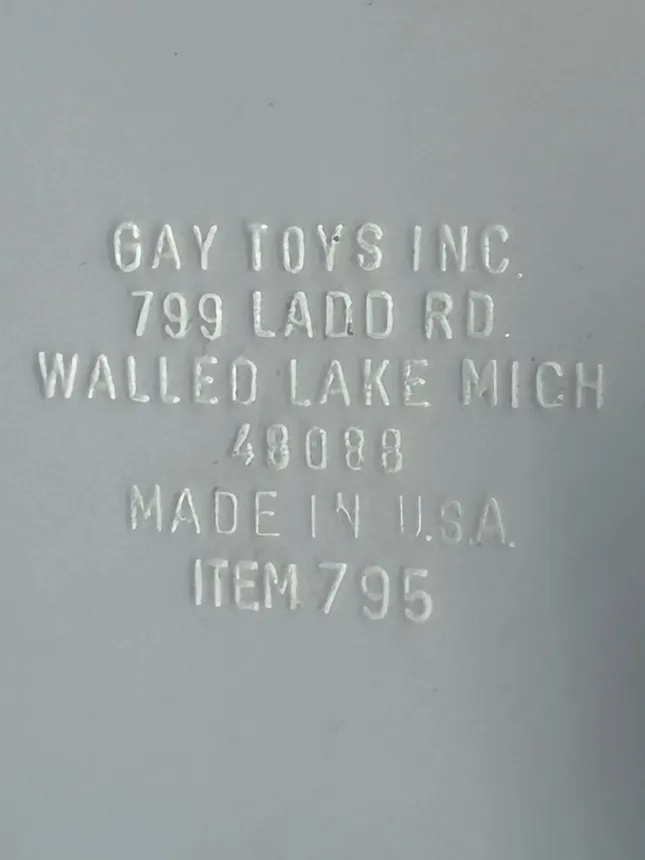 GAY TOYS INC.
799 LADD RD.
WALLED LAKE MICH
48088
MADE IN U.S.A.
ITEM 795